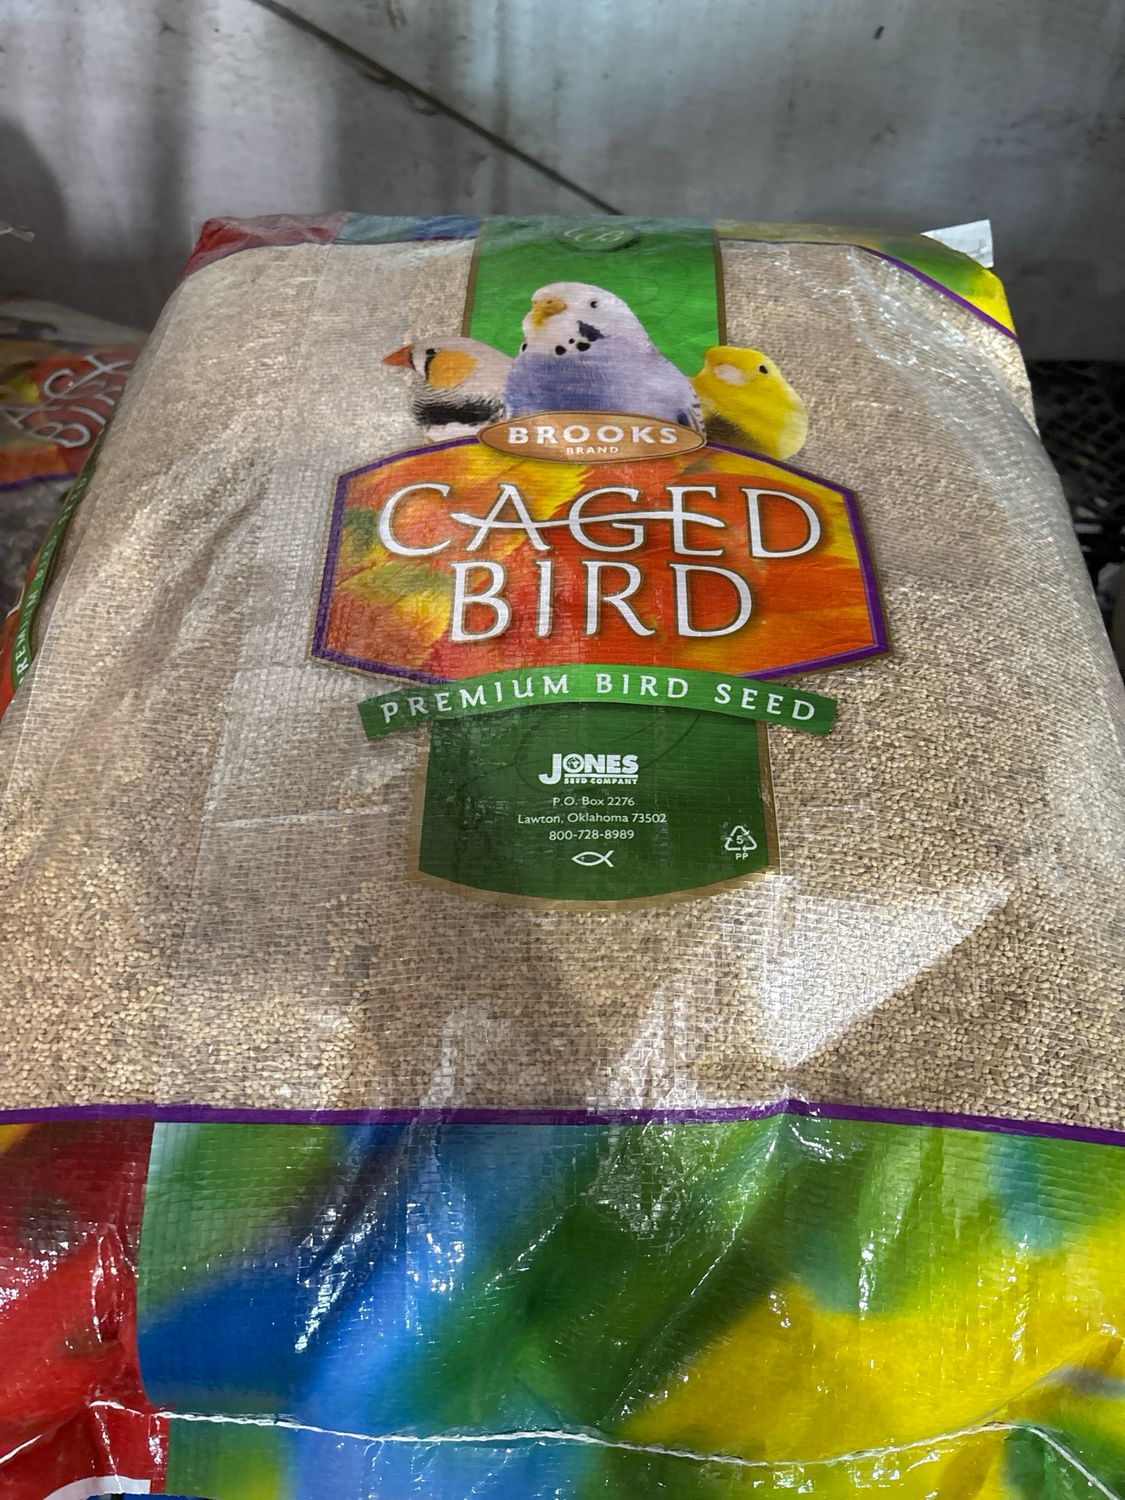 BROOKS
BRAND
CAGED
BIRD
PREMIUM BIRD SEED
JONES
SEED COMPANY
P.O. Box 2276
Lawton, Oklahoma 73502
800-728-8989
5
PP